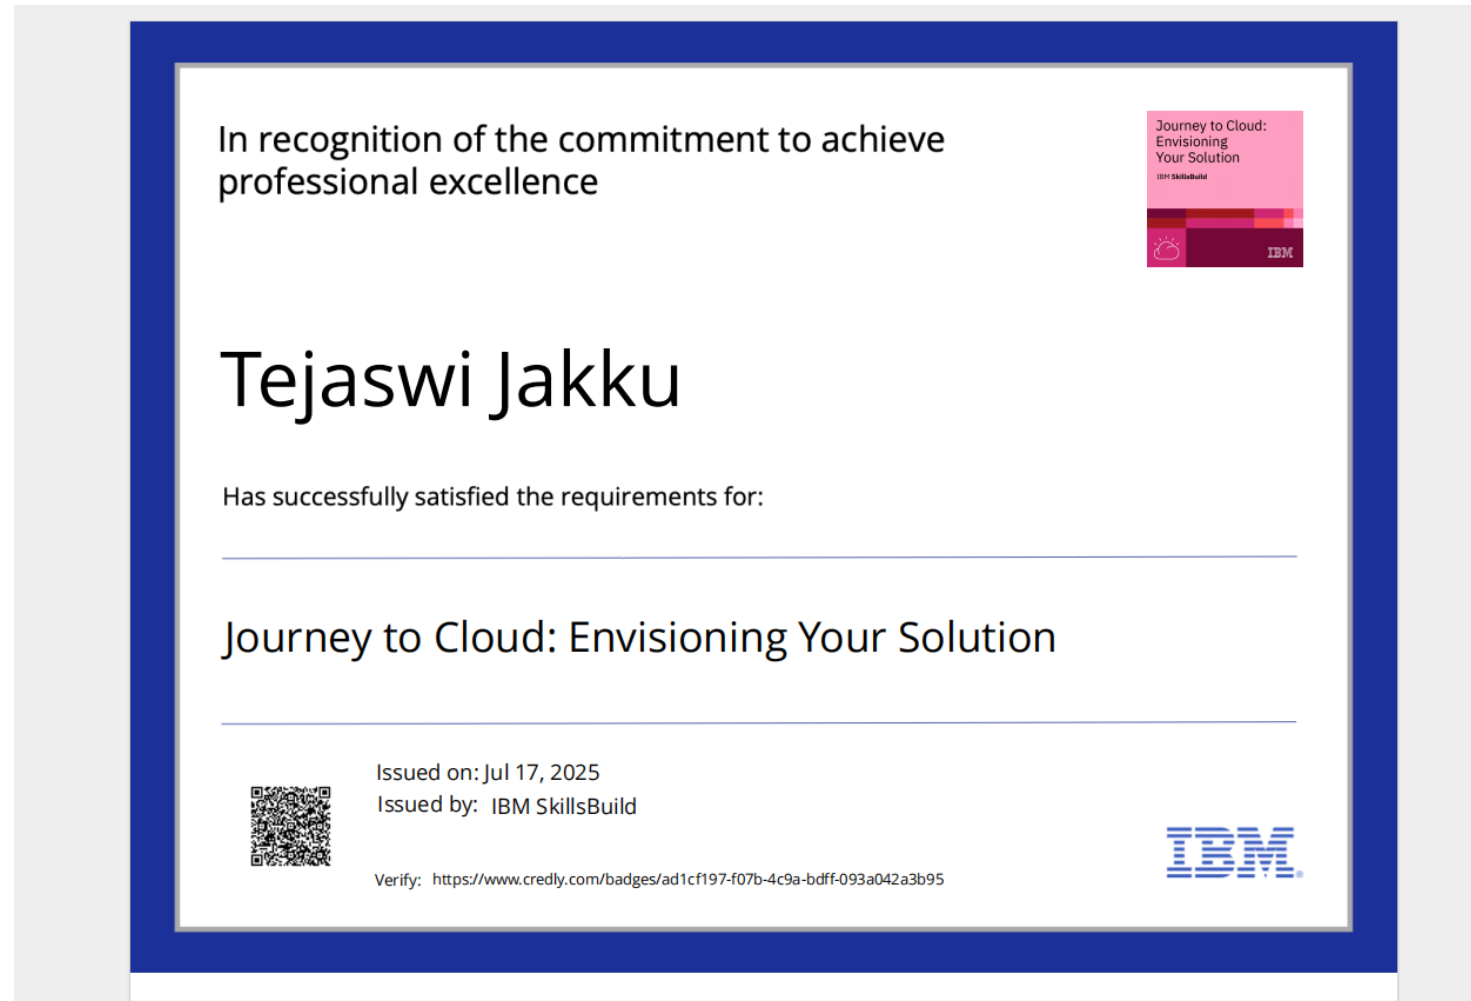 In recognition of the commitment to achieve
professional excellence
Journey to Cloud:
Envisioning
Your Solution
IBM SkillsBuild
IBM
Tejaswi Jakku
Has successfully satisfied the requirements for:
Journey to Cloud: Envisioning Your Solution
Issued on: Jul 17, 2025
Issued by: IBM SkillsBuild
Verify: https://www.credly.com/badges/ad1cf197-f07b-4c9a-bdff-093a042a3b95
IBM®